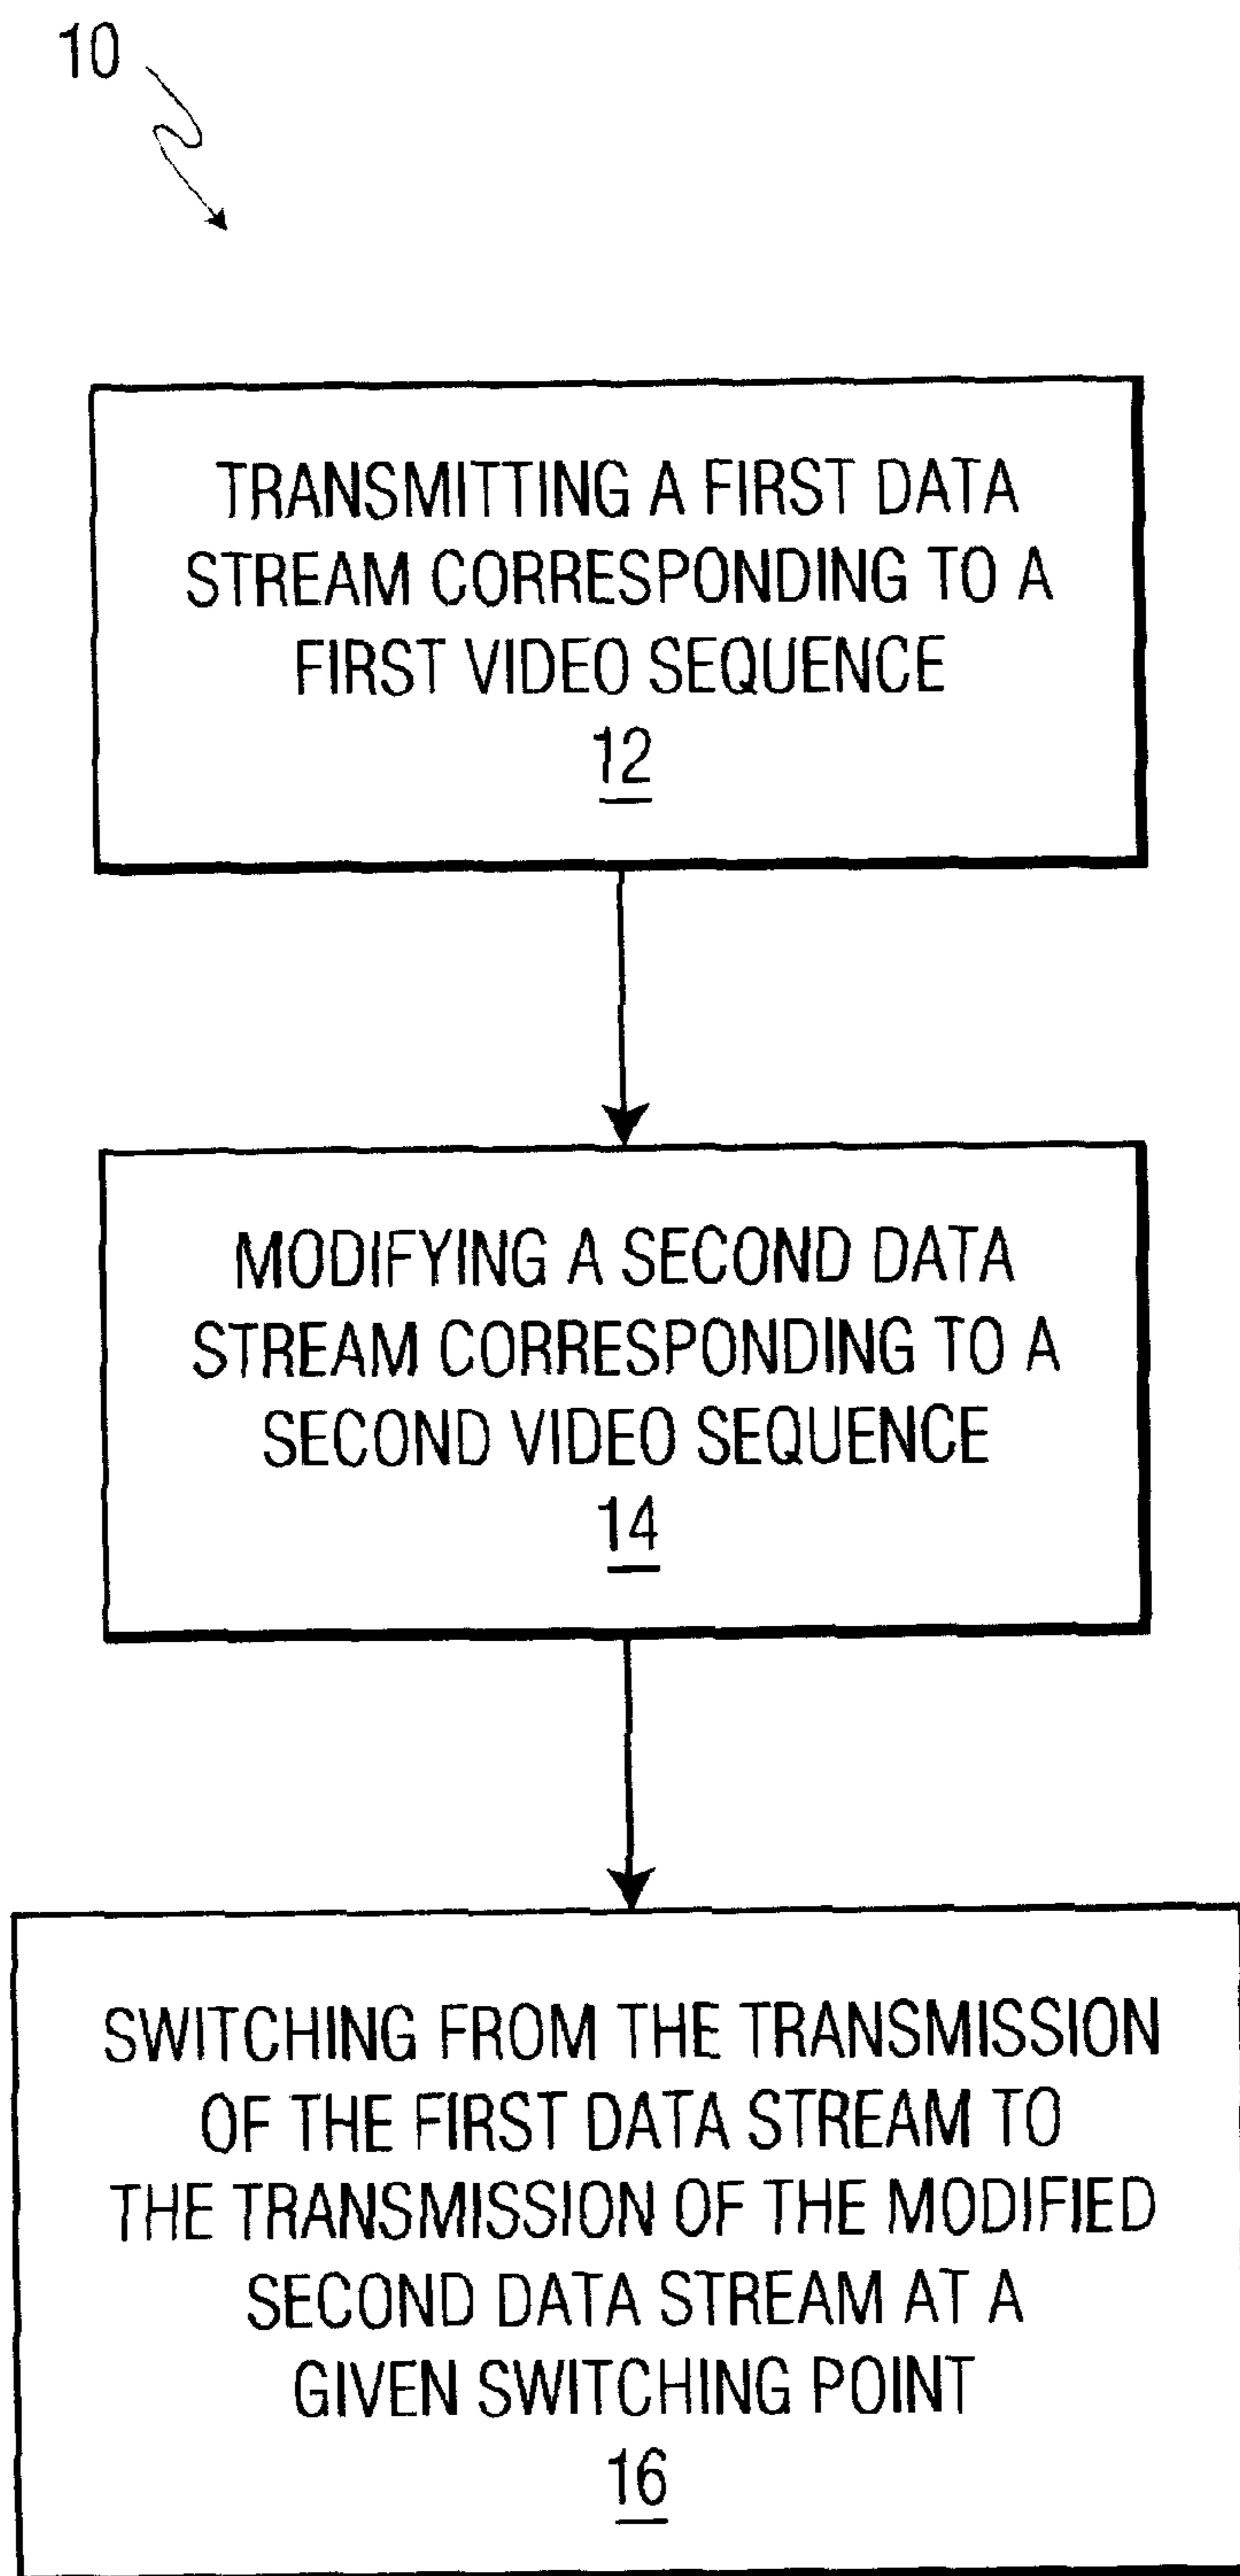 10
TRANSMITTING A FIRST DATA
STREAM CORRESPONDING TO A
FIRST VIDEO SEQUENCE
12
MODIFYING A SECOND DATA
STREAM CORRESPONDING TO A
SECOND VIDEO SEQUENCE
14
SWITCHING FROM THE TRANSMISSION
OF THE FIRST DATA STREAM TO
THE TRANSMISSION OF THE MODIFIED
SECOND DATA STREAM AT A
GIVEN SWITCHING POINT
16